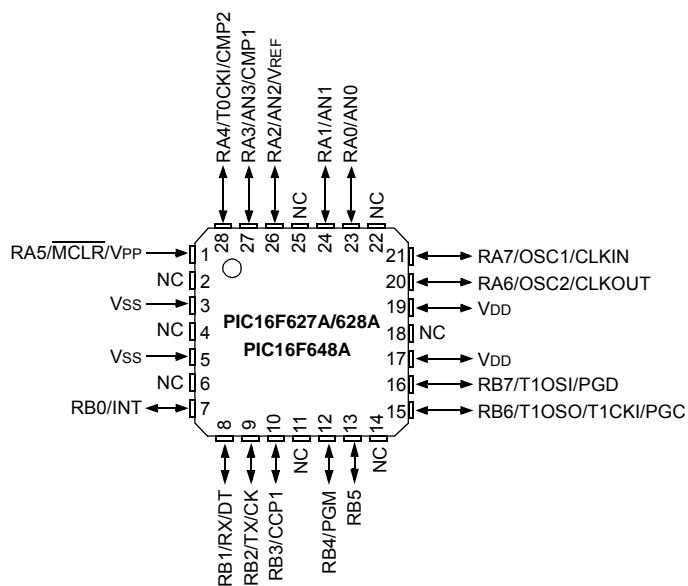 RA4/T0CKI/CMP2
RA3/AN3/CMP1
RA2/AN2/VREF
NC
RA1/AN1
RA0/AN0
NC
28
27
26
25
24
23
22
RA5/MCLR/VPP
1
NC
2
VSS
3
NC
4
VSS
5
NC
6
RB0/INT
7
PIC16F627A/628A
PIC16F648A
21
RA7/OSC1/CLKIN
20
RA6/OSC2/CLKOUT
19
VDD
18
NC
17
VDD
16
RB7/T1OSI/PGD
15
RB6/T1OSO/T1CKI/PGC
8
9
10
11
12
13
14
RB1/RX/DT
RB2/TX/CK
RB3/CCP1
NC
RB4/PGM
RB5
NC